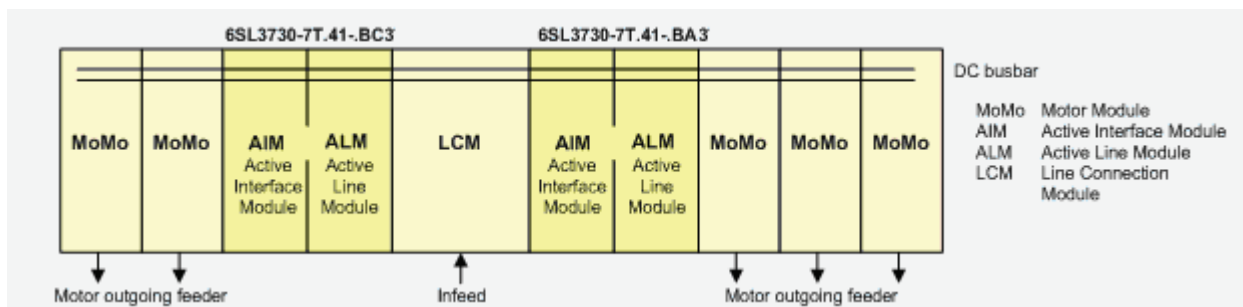 6SL3730-7T.41-.BC3
6SL3730-7T.41-.BA3
DC busbar
MoMo
MoMo
AIM
Active
Interface
Module
ALM
Active
Line
Module
LCM
AIM
Active
Interface
Module
ALM
Active
Line
Module
MoMo
MoMo
MoMo
MoMo Motor Module
AIM Active Interface Module
ALM Active Line Module
LCM Line Connection
Module
Motor outgoing feeder
Infeed
Motor outgoing feeder